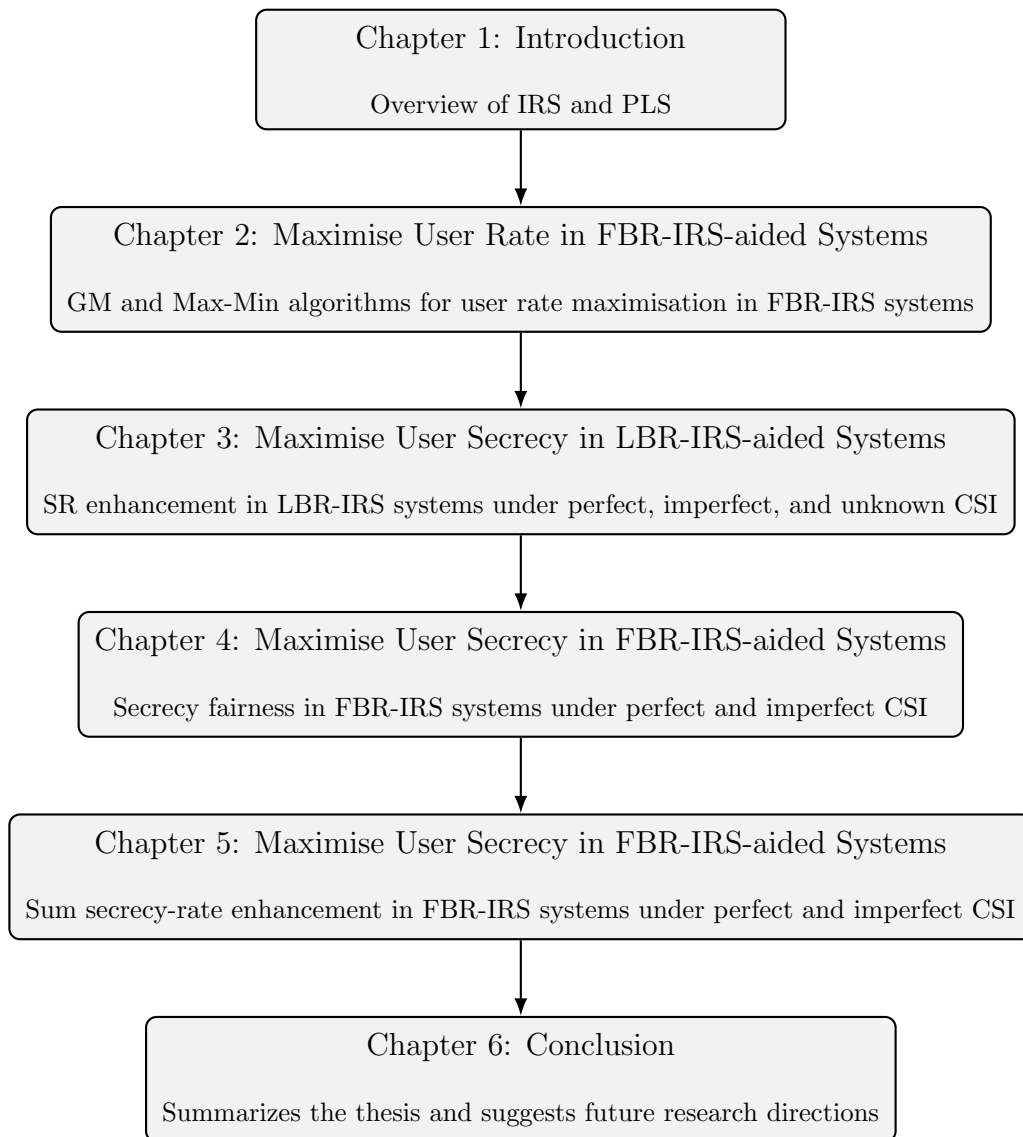 Chapter 1: Introduction
Overview of IRS and PLS
Chapter 2: Maximise User Rate in FBR-IRS-aided Systems
GM and Max-Min algorithms for user rate maximisation in FBR-IRS systems
Chapter 3: Maximise User Secrecy in LBR-IRS-aided Systems
SR enhancement in LBR-IRS systems under perfect, imperfect, and unknown CSI
Chapter 4: Maximise User Secrecy in FBR-IRS-aided Systems
Secrecy fairness in FBR-IRS systems under perfect and imperfect CSI
Chapter 5: Maximise User Secrecy in FBR-IRS-aided Systems
Sum secrecy-rate enhancement in FBR-IRS systems under perfect and imperfect CSI
Chapter 6: Conclusion
Summarizes the thesis and suggests future research directions